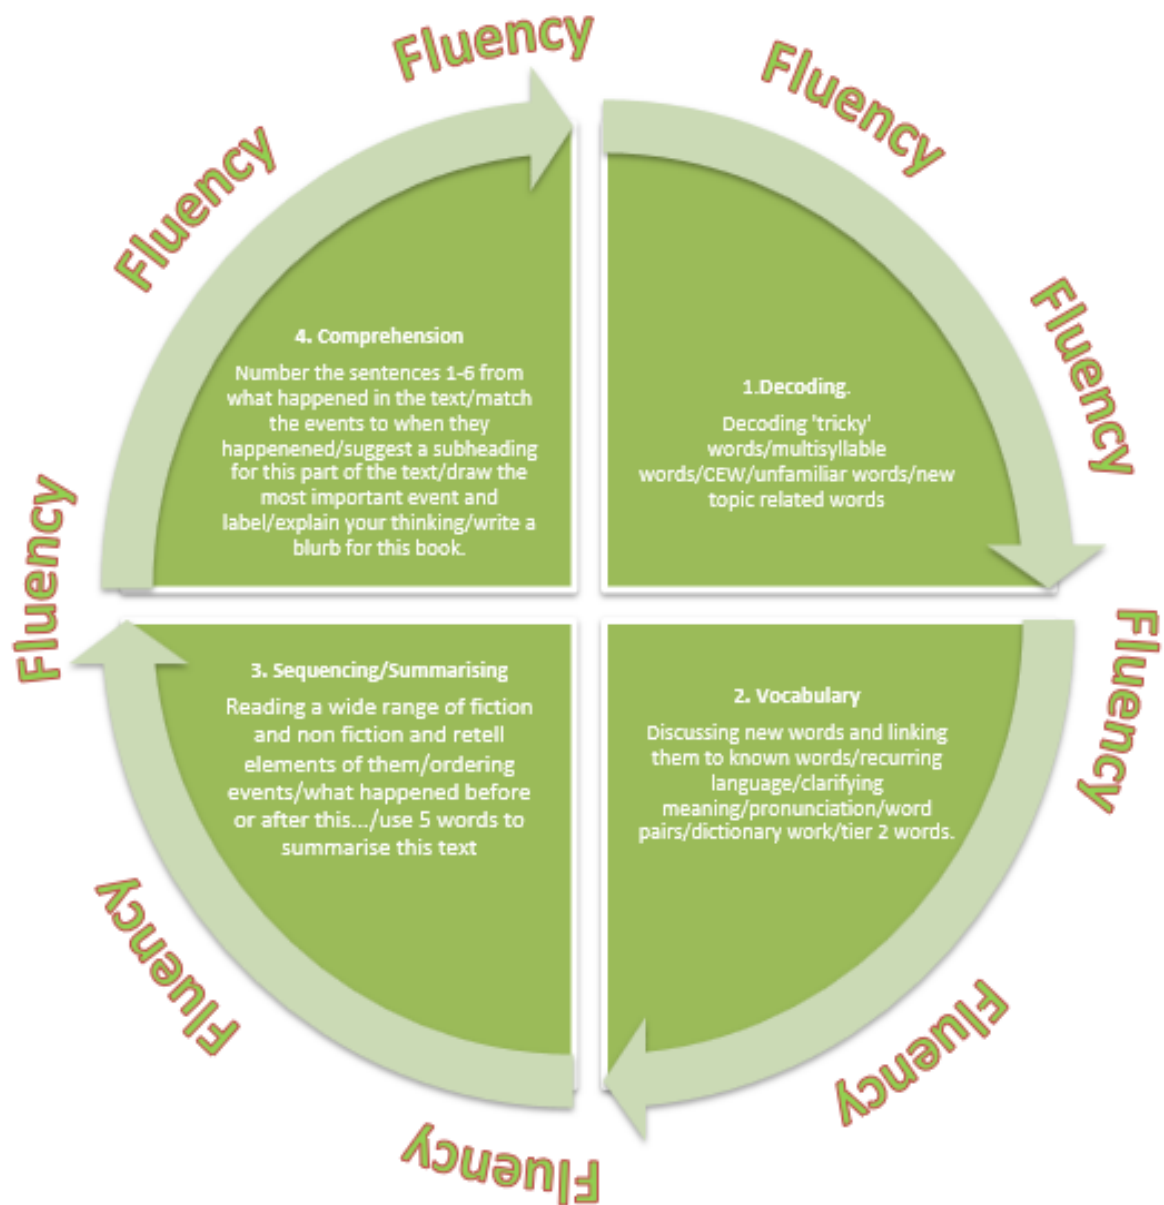 Fluency
Fluency
Fluency
Fluency
Fluency
Fluency
Fluency
Fluency
Fluency
Fluency
1.Decoding.
Decoding 'tricky'
words/multisyllable
words/CEW/unfamiliar words/new
topic related words
2. Vocabulary
Discussing new words and linking
them to known words/recurring
language/clarifying
meaning/pronunciation/word
pairs/dictionary work/tier 2 words.
3. Sequencing/Summarising
Reading a wide range of fiction
and non fiction and retell
elements of them/ordering
events/what happened before
or after this.../use 5 words to
summarise this text
4. Comprehension
Number the sentences 1-6 from
what happened in the text/match
the events to when they
happenened/suggest a subheading
for this part of the text/draw the
most important event and
label/explain your thinking/write a
blurb for this book.